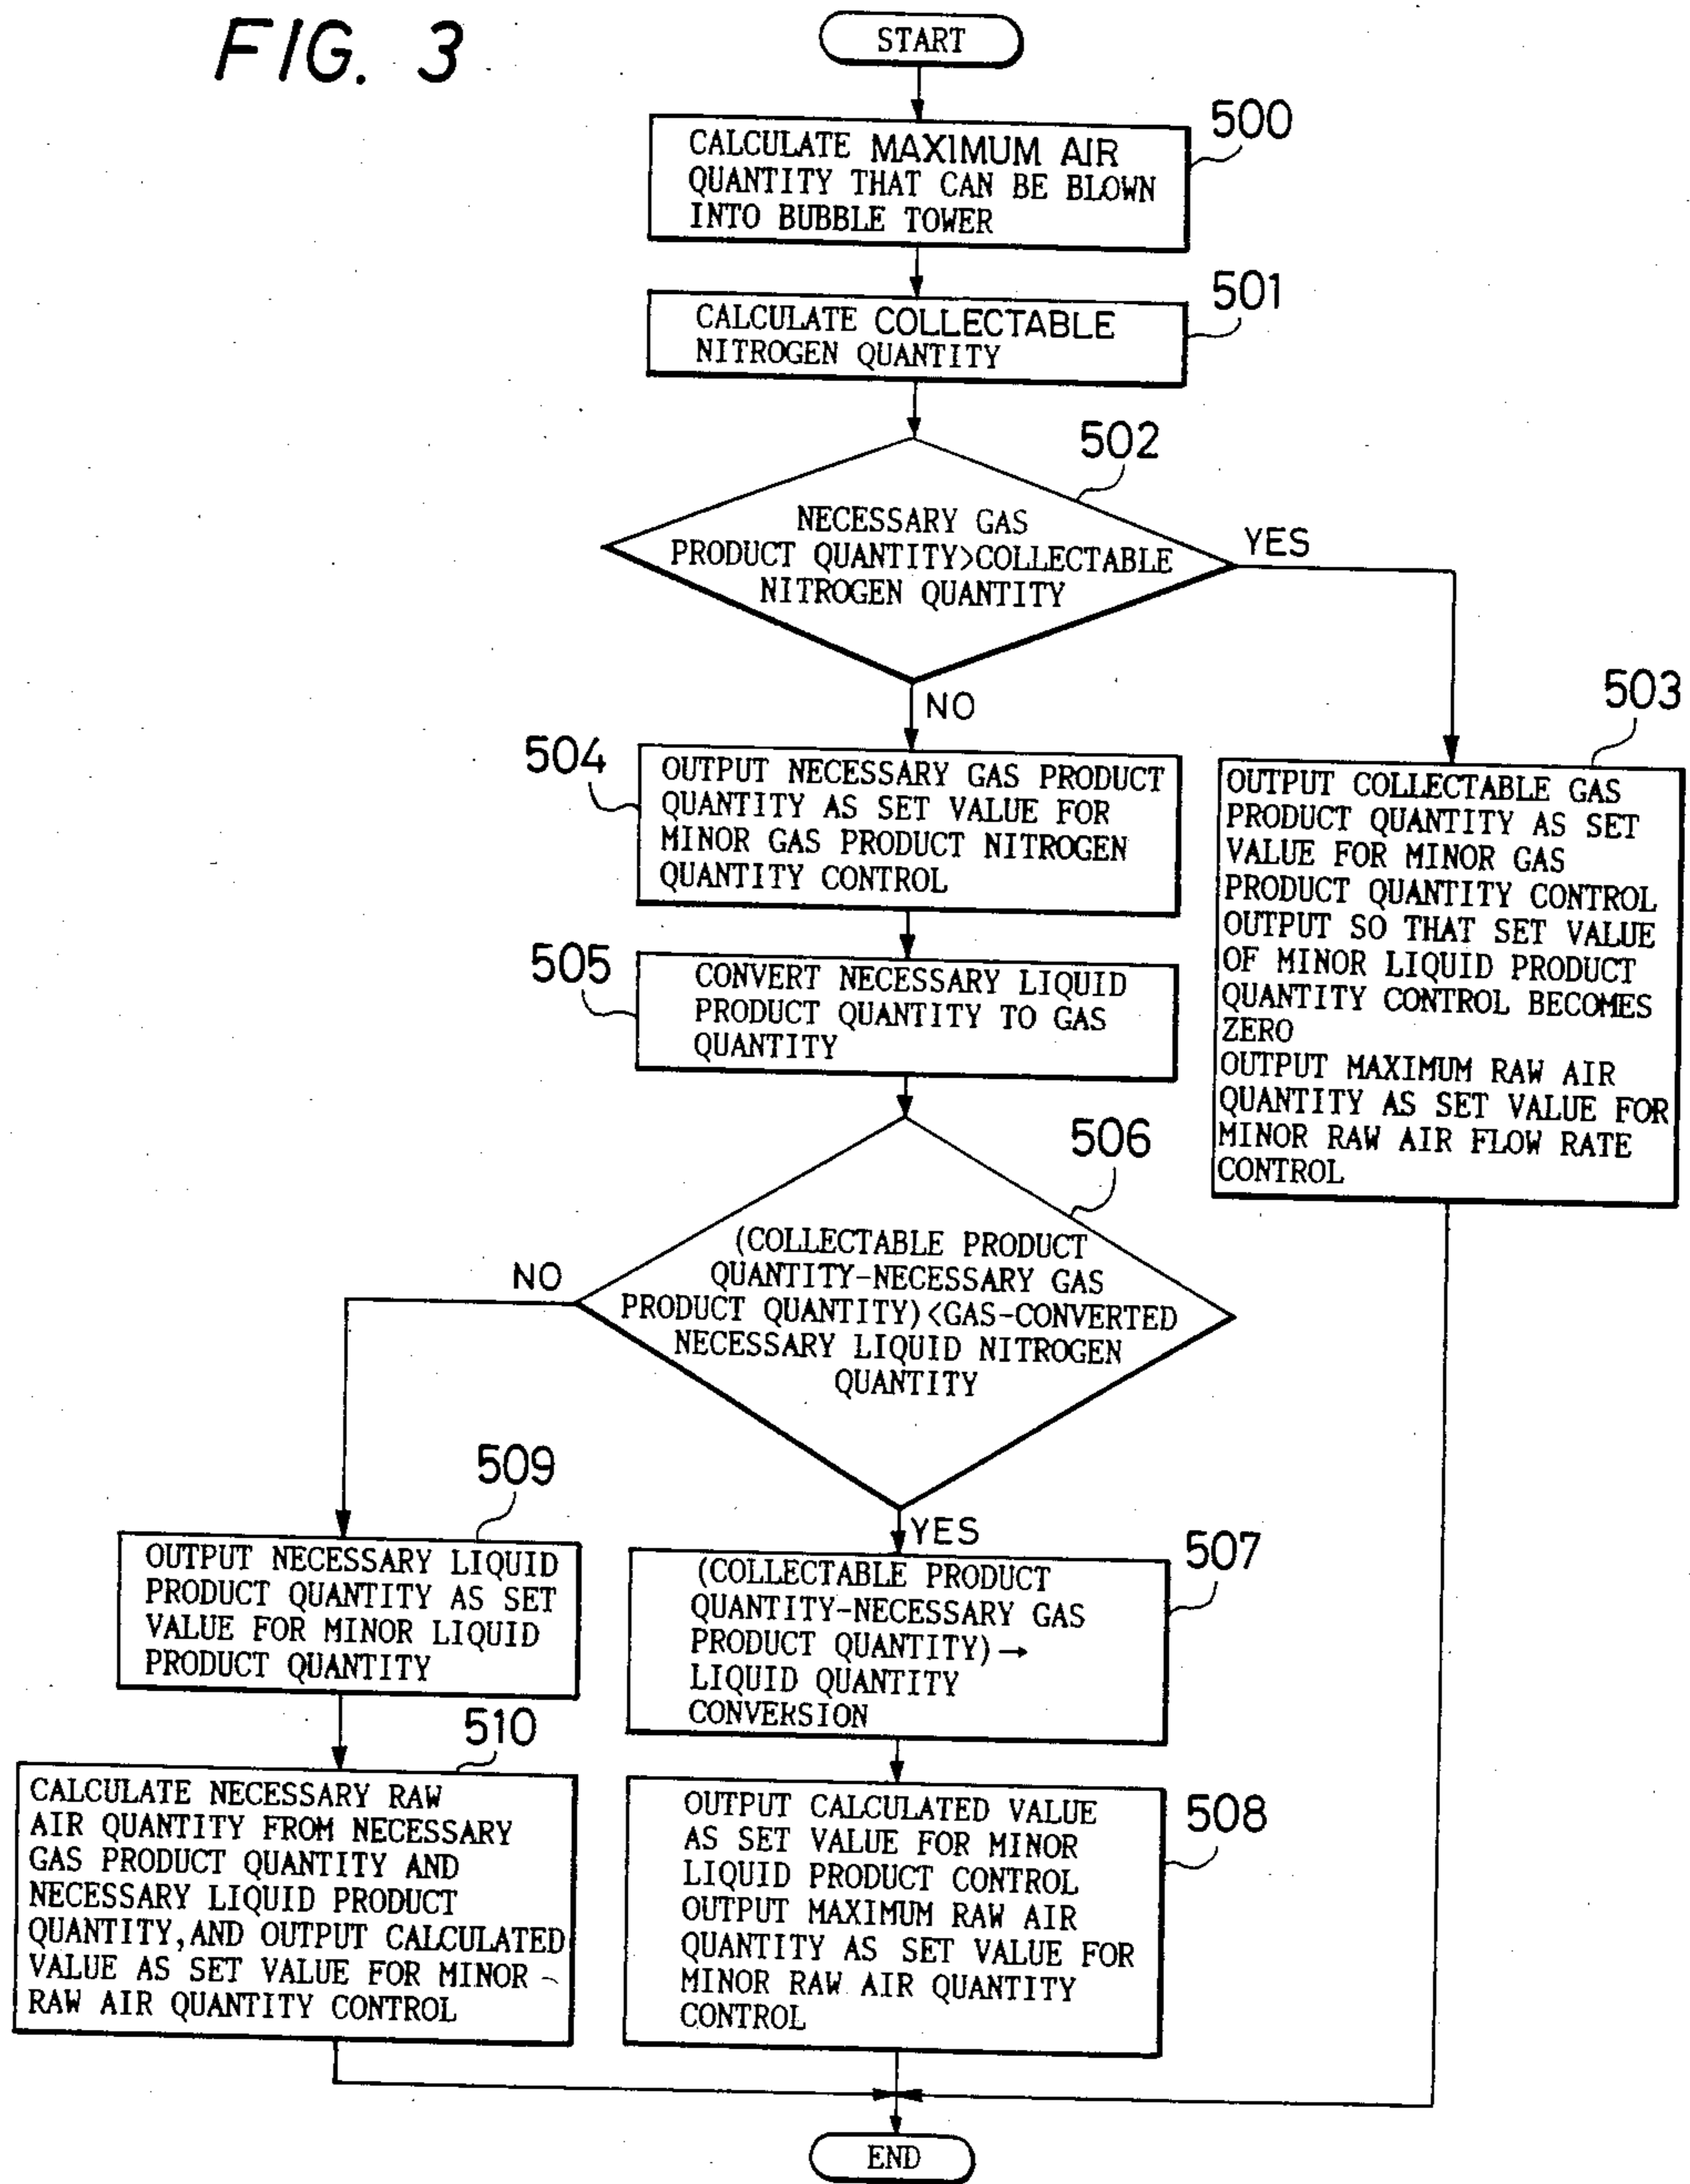 FIG. 3
START
500
CALCULATE MAXIMUM AIR
QUANTITY THAT CAN BE BLOWN
INTO BUBBLE TOWER
501
CALCULATE COLLECTABLE
NITROGEN QUANTITY
502
NECESSARY GAS
PRODUCT QUANTITY>COLLECTABLE
NITROGEN QUANTITY
YES
NO
503
OUTPUT COLLECTABLE GAS
PRODUCT QUANTITY AS SET
VALUE FOR MINOR GAS
PRODUCT QUANTITY CONTROL
OUTPUT SO THAT SET VALUE
OF MINOR LIQUID PRODUCT
QUANTITY CONTROL BECOMES
ZERO
OUTPUT MAXIMUM RAW AIR
QUANTITY AS SET VALUE FOR
MINOR RAW AIR FLOW RATE
CONTROL
504
OUTPUT NECESSARY GAS PRODUCT
QUANTITY AS SET VALUE FOR
MINOR GAS PRODUCT NITROGEN
QUANTITY CONTROL
505
CONVERT NECESSARY LIQUID
PRODUCT QUANTITY TO GAS
QUANTITY
506
(COLLECTABLE PRODUCT
QUANTITY-NECESSARY GAS
PRODUCT QUANTITY)<GAS-CONVERTED
NECESSARY LIQUID NITROGEN
QUANTITY
NO
YES
509
OUTPUT NECESSARY LIQUID
PRODUCT QUANTITY AS SET
VALUE FOR MINOR LIQUID
PRODUCT QUANTITY
507
(COLLECTABLE PRODUCT
QUANTITY-NECESSARY GAS
PRODUCT QUANTITY)→
LIQUID QUANTITY
CONVERSION
510
CALCULATE NECESSARY RAW
AIR QUANTITY FROM NECESSARY
GAS PRODUCT QUANTITY AND
NECESSARY LIQUID PRODUCT
QUANTITY, AND OUTPUT CALCULATED
VALUE AS SET VALUE FOR MINOR
RAW AIR QUANTITY CONTROL
508
OUTPUT CALCULATED VALUE
AS SET VALUE FOR MINOR
LIQUID PRODUCT CONTROL
OUTPUT MAXIMUM RAW AIR
QUANTITY AS SET VALUE FOR
MINOR RAW AIR QUANTITY
CONTROL
END